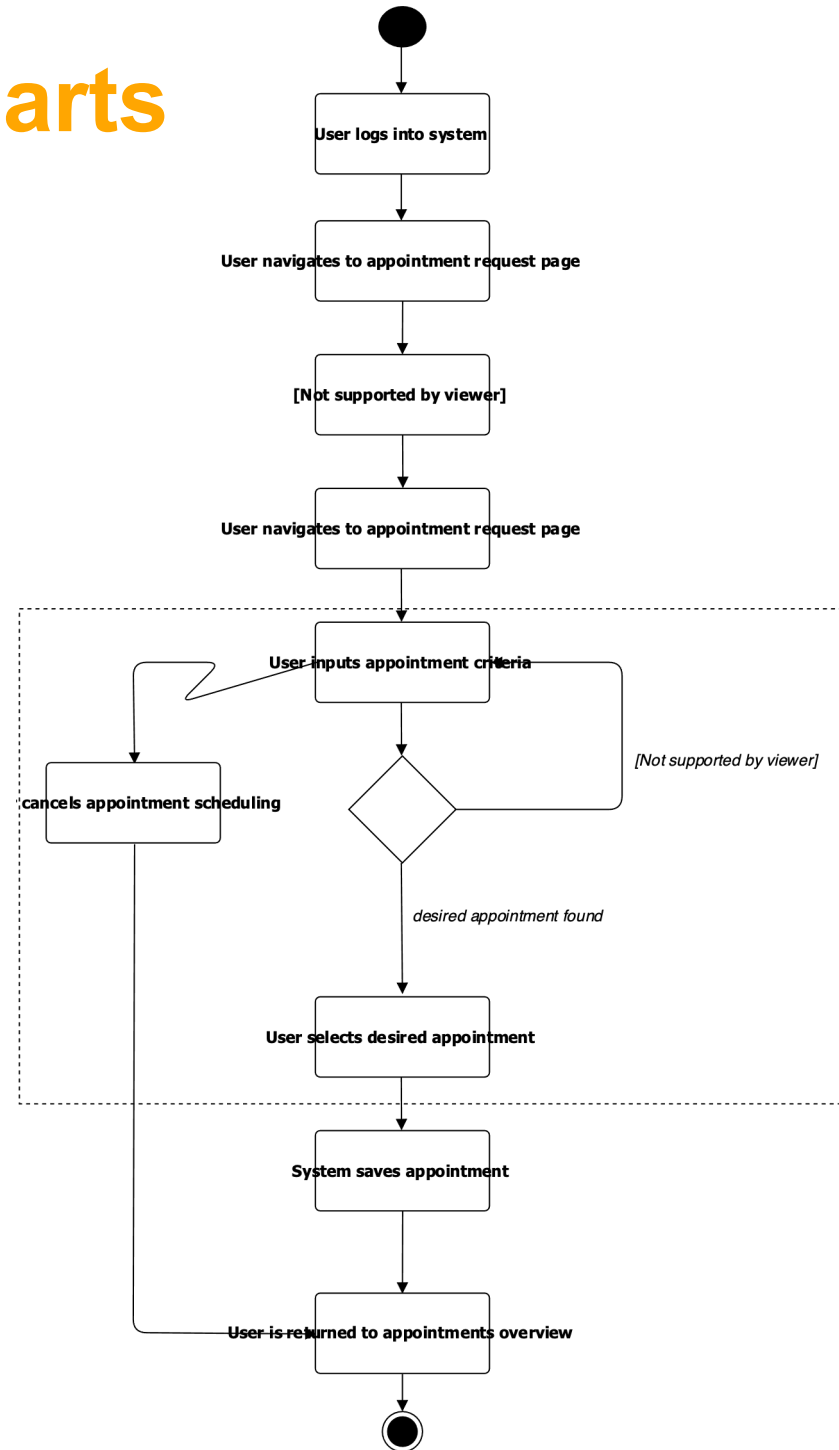 arts
User logs into system
User navigates to appointment request page
[Not supported by viewer]
User navigates to appointment request page
User inputs appointment criteria
[Not supported by viewer]
cancels appointment scheduling
desired appointment found
User selects desired appointment
System saves appointment
User is returned to appointments overview